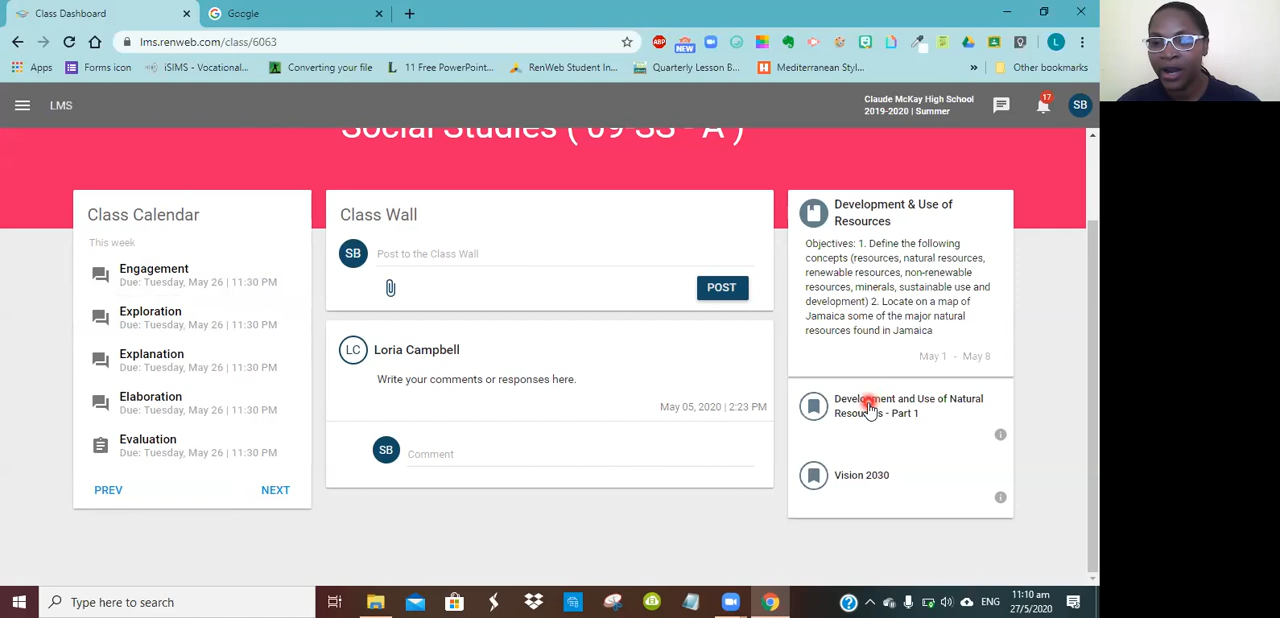 Class Dashboard
Google
lms.renweb.com/class/6063
ABP
NEW
L
Apps
Forms icon
iSIMS - Vocational...
Converting your file
11 Free PowerPoi...
RenWeb Student In...
Quarterly Lesson B...
Mediterranean Styl...
Other bookmarks
LMS
Claude McKay High School
2019-2020 | Summer
17
SB
Social Studies ( 09-SS - A )
Class Calendar
This week
Engagement
Due: Tuesday, May 26 | 11:30 PM
Exploration
Due: Tuesday, May 26 | 11:30 PM
Explanation
Due: Tuesday, May 26 | 11:30 PM
Elaboration
Due: Tuesday, May 26 | 11:30 PM
Evaluation
Due: Tuesday, May 26 | 11:30 PM
PREV
NEXT
Class Wall
SB
Post to the Class Wall
POST
LC
Loria Campbell
Write your comments or responses here.
May 05, 2020 | 2:23 PM
SB
Comment
Development & Use of
Resources
Objectives: 1. Define the following
concepts (resources, natural resources,
renewable resources, non-renewable
resources, minerals, sustainable use and
development) 2. Locate on a map of
Jamaica some of the major natural
resources found in Jamaica
May 1 - May 8
Development and Use of Natural
Resources - Part 1
Vision 2030
Type here to search
ENG
11:10 am
27/5/2020